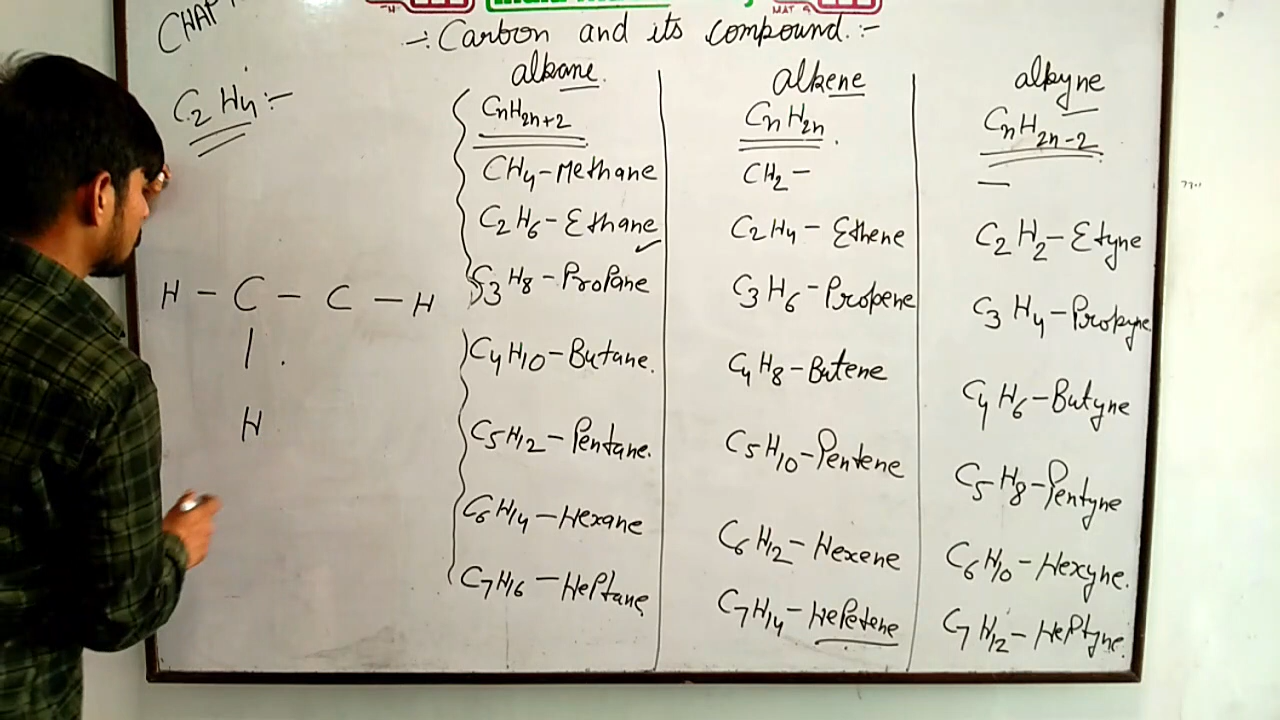 CHAP
-: Carbon and its compound. :-
C2H4 :-
H - C - C - H
|
H
alkane.
CnH2n+2
CH4 - Methane
C2H6 - Ethane
C3H8 - Propane
C4H10 - Butane.
C5H12 - Pentane.
C6H14 - Hexane
C7H16 - Heptane
alkene
CnH2n.
CH2 -
C2H4 - Ethene
C3H6 - Propene
C4H8 - Butene
C5H10 - Pentene
C6H12 - Hexene
C7H14 - Hepetene
alkyne
CnH2n-2
—
C2H2 - Etyne
C3H4 - Propyne
C4H6 - Butyne
C5H8 - Pentyne
C6H10 - Hexyne.
C7H12 - Heptyne.